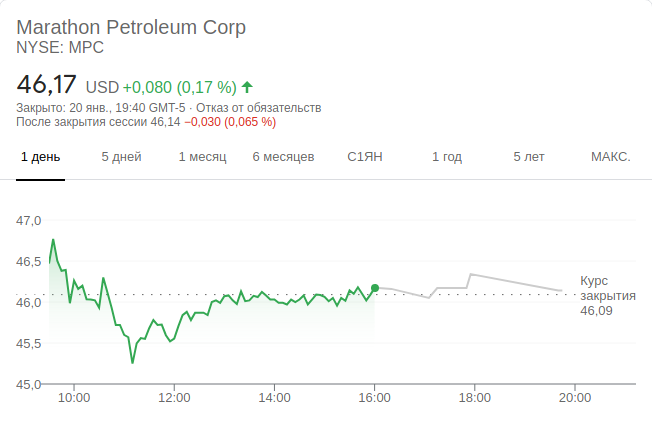 Marathon Petroleum Corp
NYSE: MPC
46,17 USD +0,080 (0,17 %)
Закрыто: 20 янв., 19:40 GMT-5 · Отказ от обязательств
После закрытия сессии 46,14 −0,030 (0,065 %)
1 день 5 дней 1 месяц 6 месяцев С1ЯН 1 год 5 лет МАКС.
47,0
46,5
46,0
45,5
45,0
Курс
закрытия
46,09
10:00 12:00 14:00 16:00 18:00 20:00